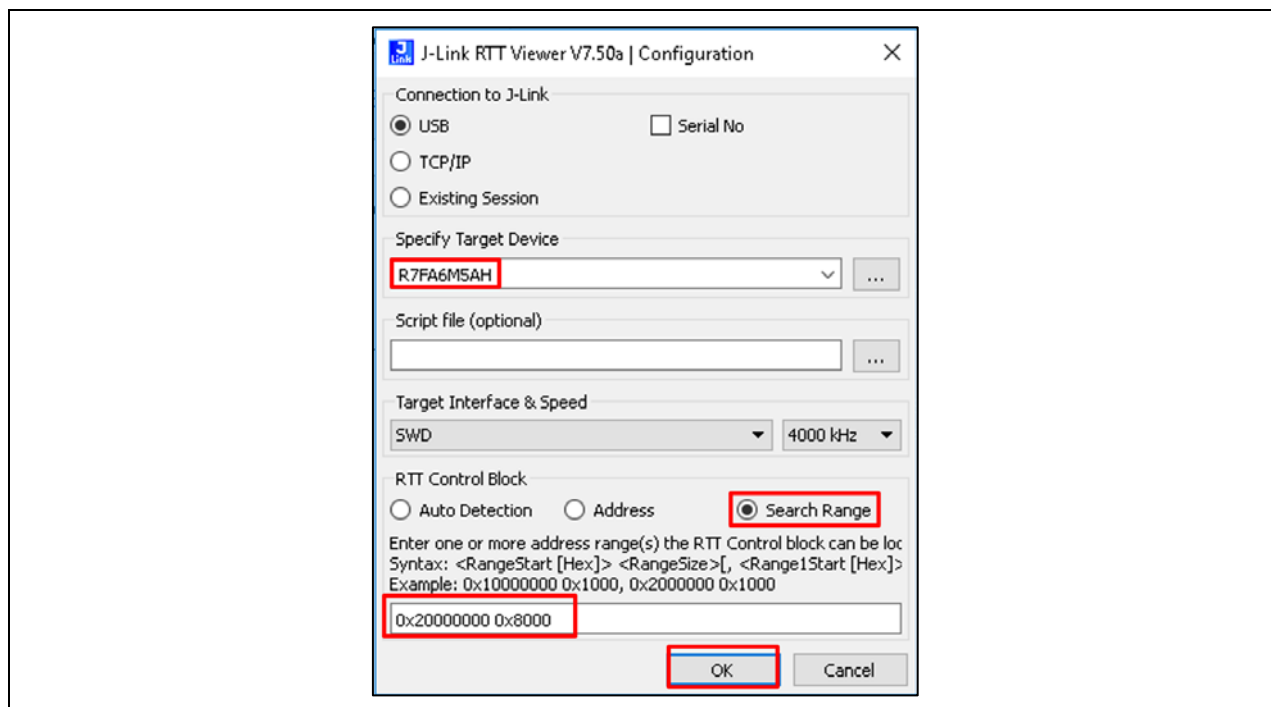 J-Link RTT Viewer V7.50a | Configuration
Connection to J-Link
USB Serial No
TCP/IP
Existing Session
Specify Target Device
R7FA6M5AH ...
Script file (optional)
...
Target Interface & Speed
SWD 4000 kHz
RTT Control Block
Auto Detection Address Search Range
Enter one or more address range(s) the RTT Control block can be loc
Syntax: <RangeStart [Hex]> <RangeSize>[, <Range1Start [Hex]>
Example: 0x10000000 0x1000, 0x2000000 0x1000
0x20000000 0x8000
OK Cancel